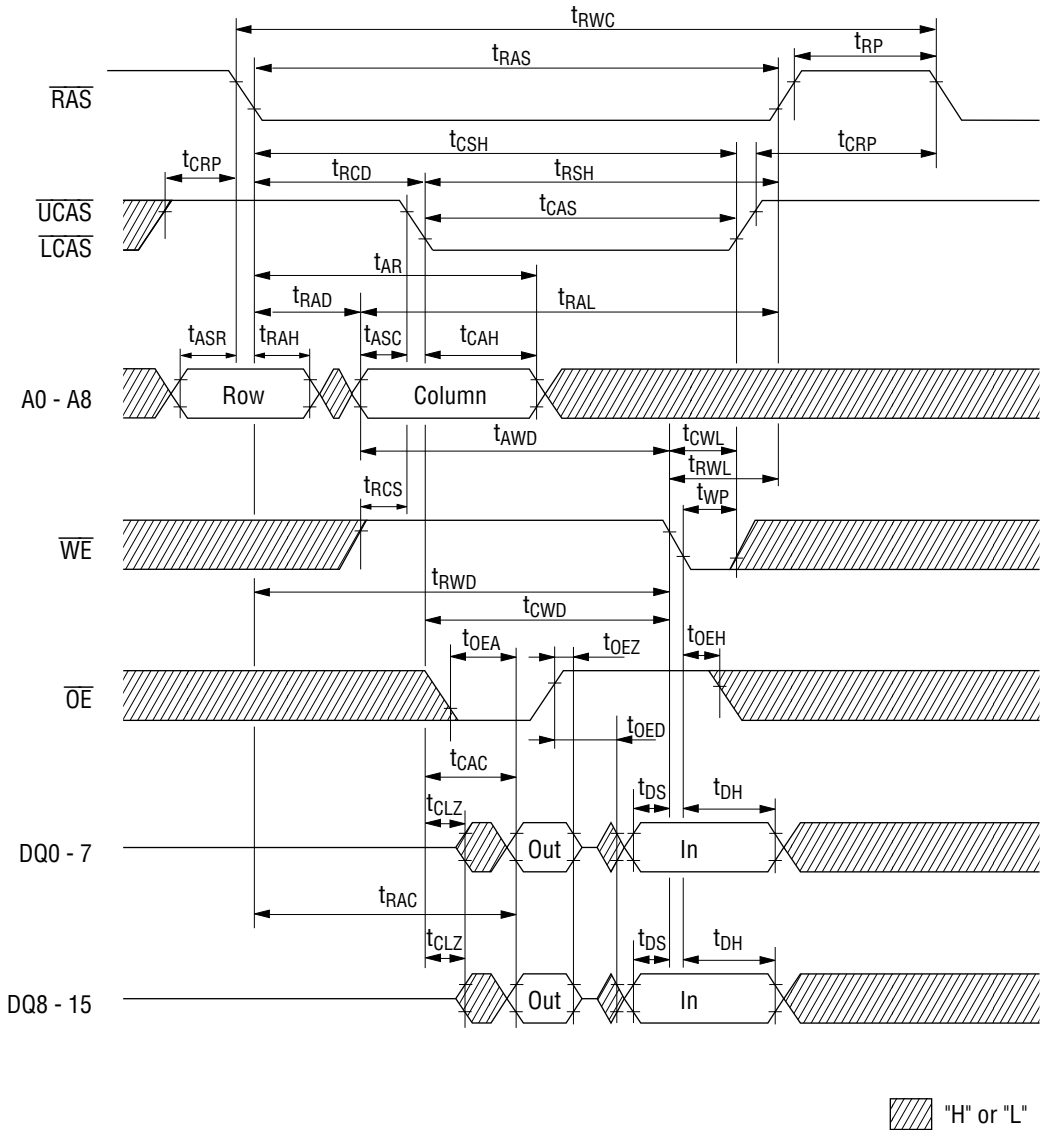 tRWC
tRP
tRAS
RAS
tCSH
tCRP
tCRP
tRCD
tRSH
UCAS
tCAS
LCAS
tAR
tRAD
tRAL
tASR
tRAH
tASC
tCAH
A0 - A8
Row
Column
tAWD
tCWL
tRWL
tRCS
tWP
WE
tRWD
tCWD
tOEA
tOEZ
tOEH
OE
tOED
tCAC
tCLZ
tDS
tDH
DQ0 - 7
Out
In
tRAC
tCLZ
tDS
tDH
DQ8 - 15
Out
In
"H" or "L"